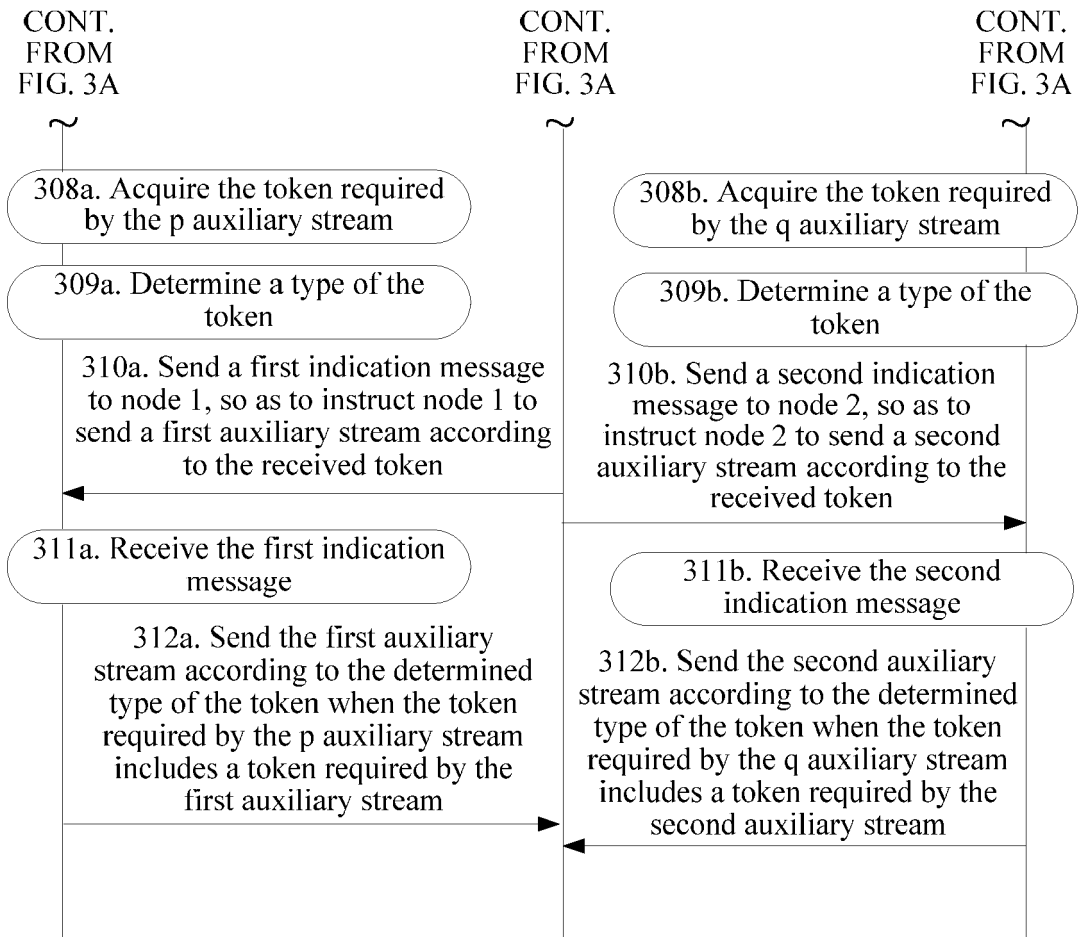 CONT.
FROM
FIG. 3A
CONT.
FROM
FIG. 3A
CONT.
FROM
FIG. 3A
308a. Acquire the token required
by the p auxiliary stream
308b. Acquire the token required
by the q auxiliary stream
309a. Determine a type of the
token
309b. Determine a type of the
token
310a. Send a first indication message
to node 1, so as to instruct node 1 to
send a first auxiliary stream according
to the received token
310b. Send a second indication
message to node 2, so as to
instruct node 2 to send a second
auxiliary stream according to the
received token
311a. Receive the first indication
message
311b. Receive the second
indication message
312a. Send the first auxiliary
stream according to the determined
type of the token when the token
required by the p auxiliary stream
includes a token required by the
first auxiliary stream
312b. Send the second auxiliary
stream according to the determined
type of the token when the token
required by the q auxiliary stream
includes a token required by the
second auxiliary stream